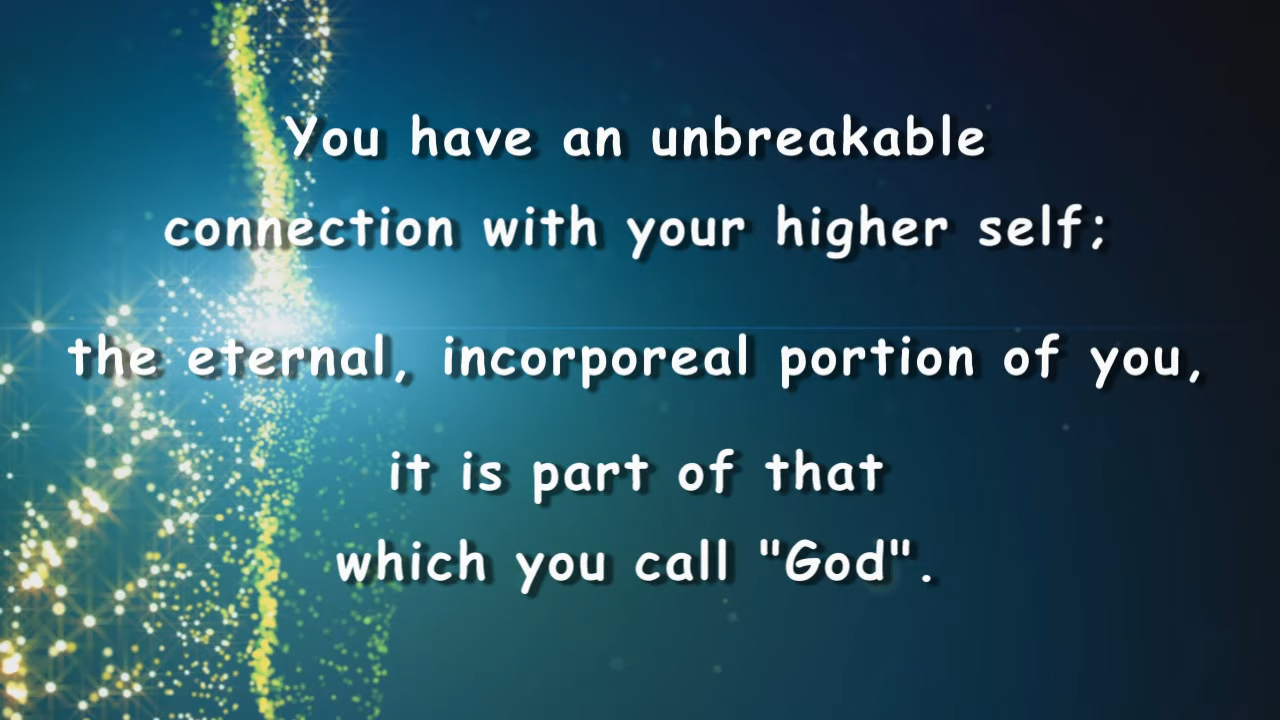 You have an unbreakable
connection with your higher self;
the eternal, incorporeal portion of you,
it is part of that
which you call "God".